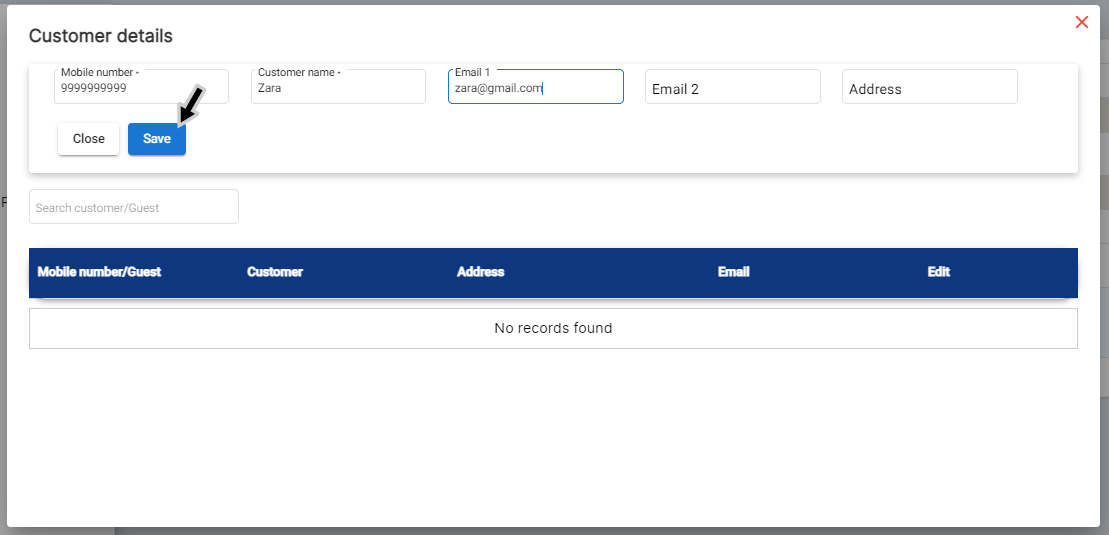 Customer details
Mobile number - Customer name - Email 1
9999999999 Zara zara@gmail.com Email 2 Address
Close Save
F
Search customer/Guest
Mobile number/Guest Customer Address Email Edit
No records found